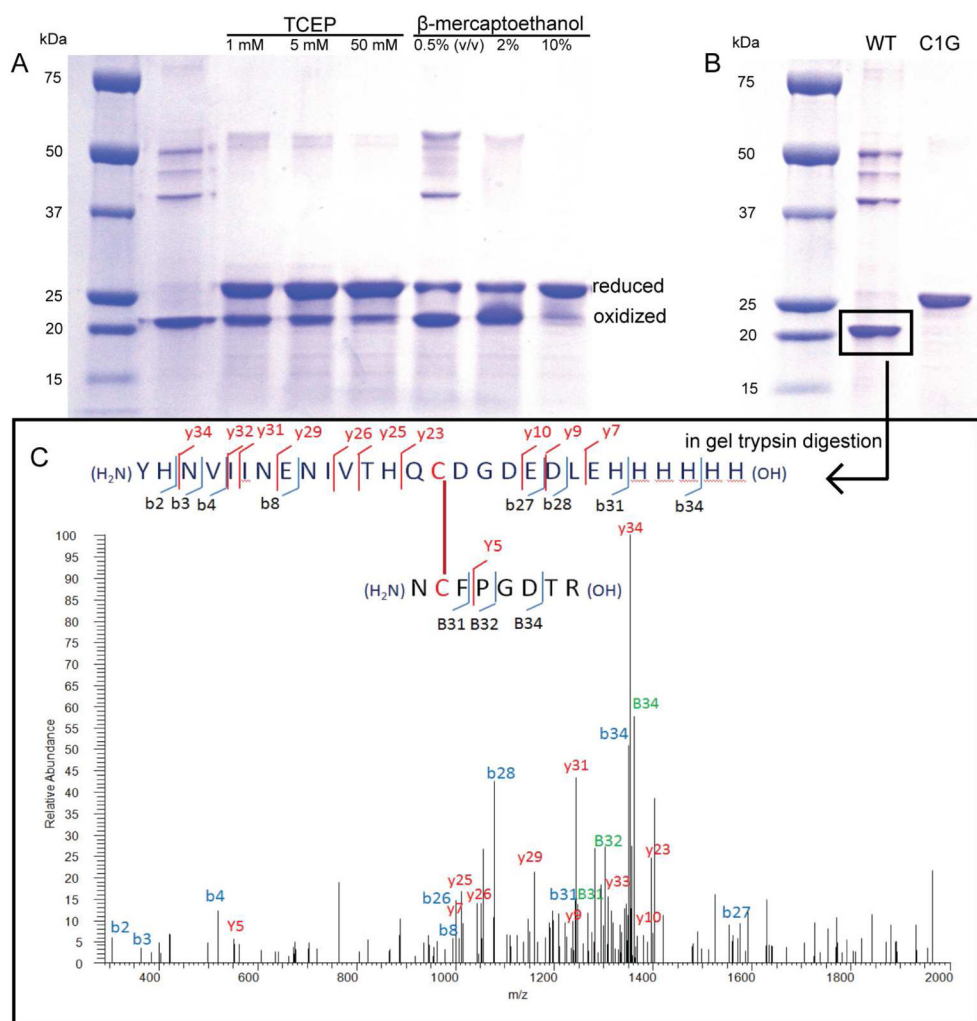 TCEP β-mercaptoethanol
kDa 1 mM 5 mM 50 mM 0.5% (v/v) 2% 10%
A
75
50
37
25
20
15
reduced
oxidized
kDa WT C1G
B
75
50
37
25
20
15
in gel trypsin digestion
C
y34 y32 y31 y29 y26 y25 y23 y10 y9 y7
(H₂N) Y H N V I I N E N I V T H Q C D G D E D L E H H H H H H (OH)
b2 b3 b4 b8 b27 b28 b31 b34
Y5
(H₂N) N C F P G D T R (OH)
B31 B32 B34
Relative Abundance
100
95
90
85
80
75
70
65
60
55
50
45
40
35
30
25
20
15
10
5
0
b2
b3
b4
Y5
b26
b8
y25
y7
y26
b28
y29
b31
y9
y31
B31
B32
y33
b34
y34
B34
y10
y23
b27
400 600 800 1000 1200 1400 1600 1800 2000
m/z